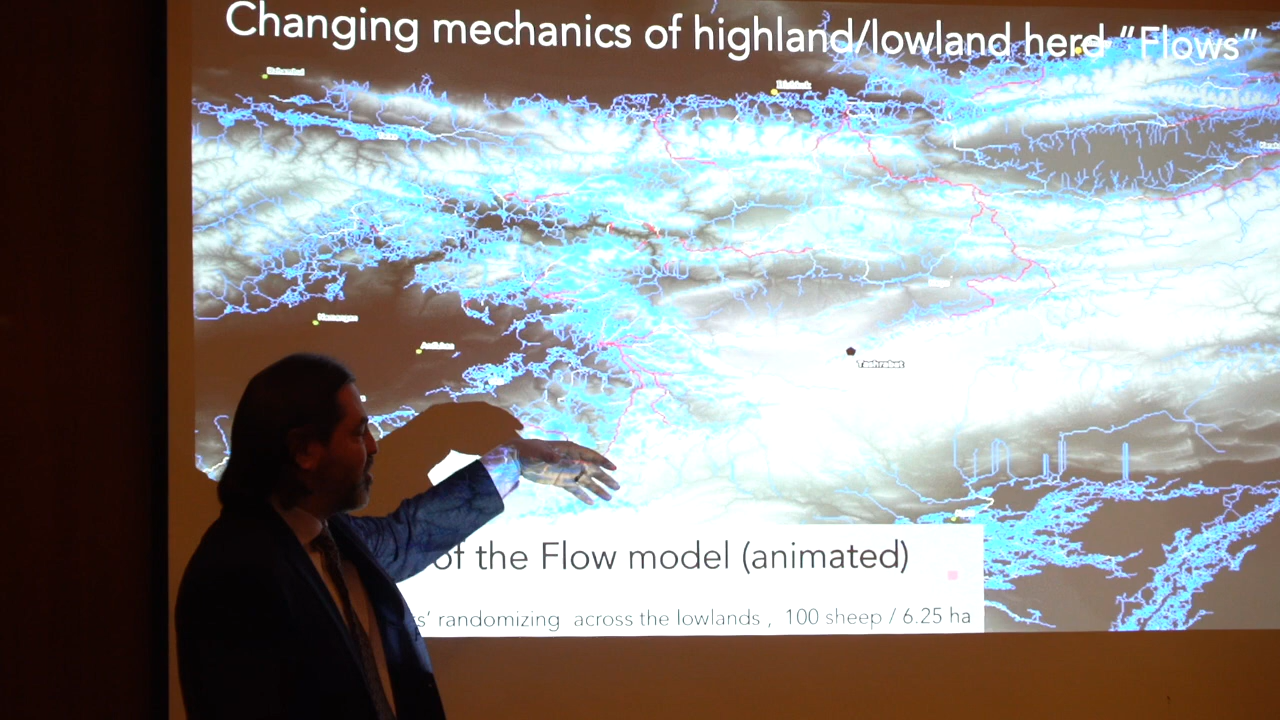 Changing mechanics of highland/lowland herd "Flows"
Tashrabat
of the Flow model (animated)
s' randomizing across the lowlands , 100 sheep / 6.25 ha